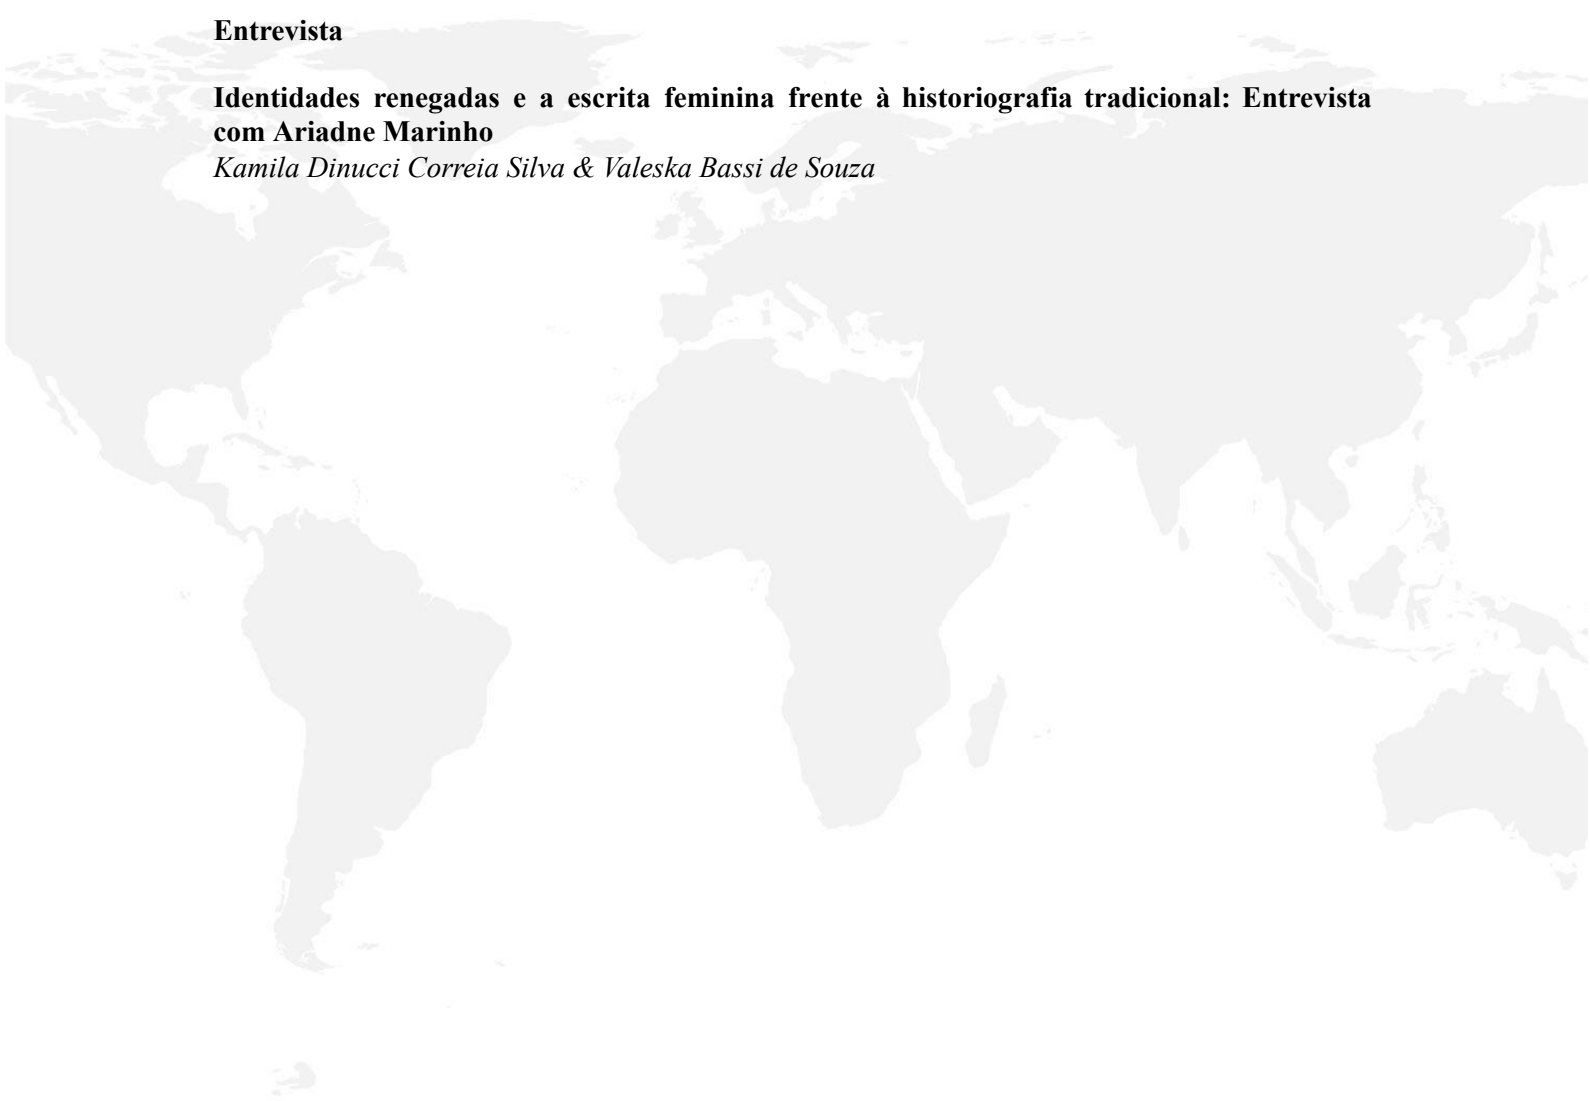 Entrevista
Identidades renegadas e a escrita feminina frente à historiografia tradicional: Entrevista
com Ariadne Marinho
Kamila Dinucci Correia Silva & Valeska Bassi de Souza